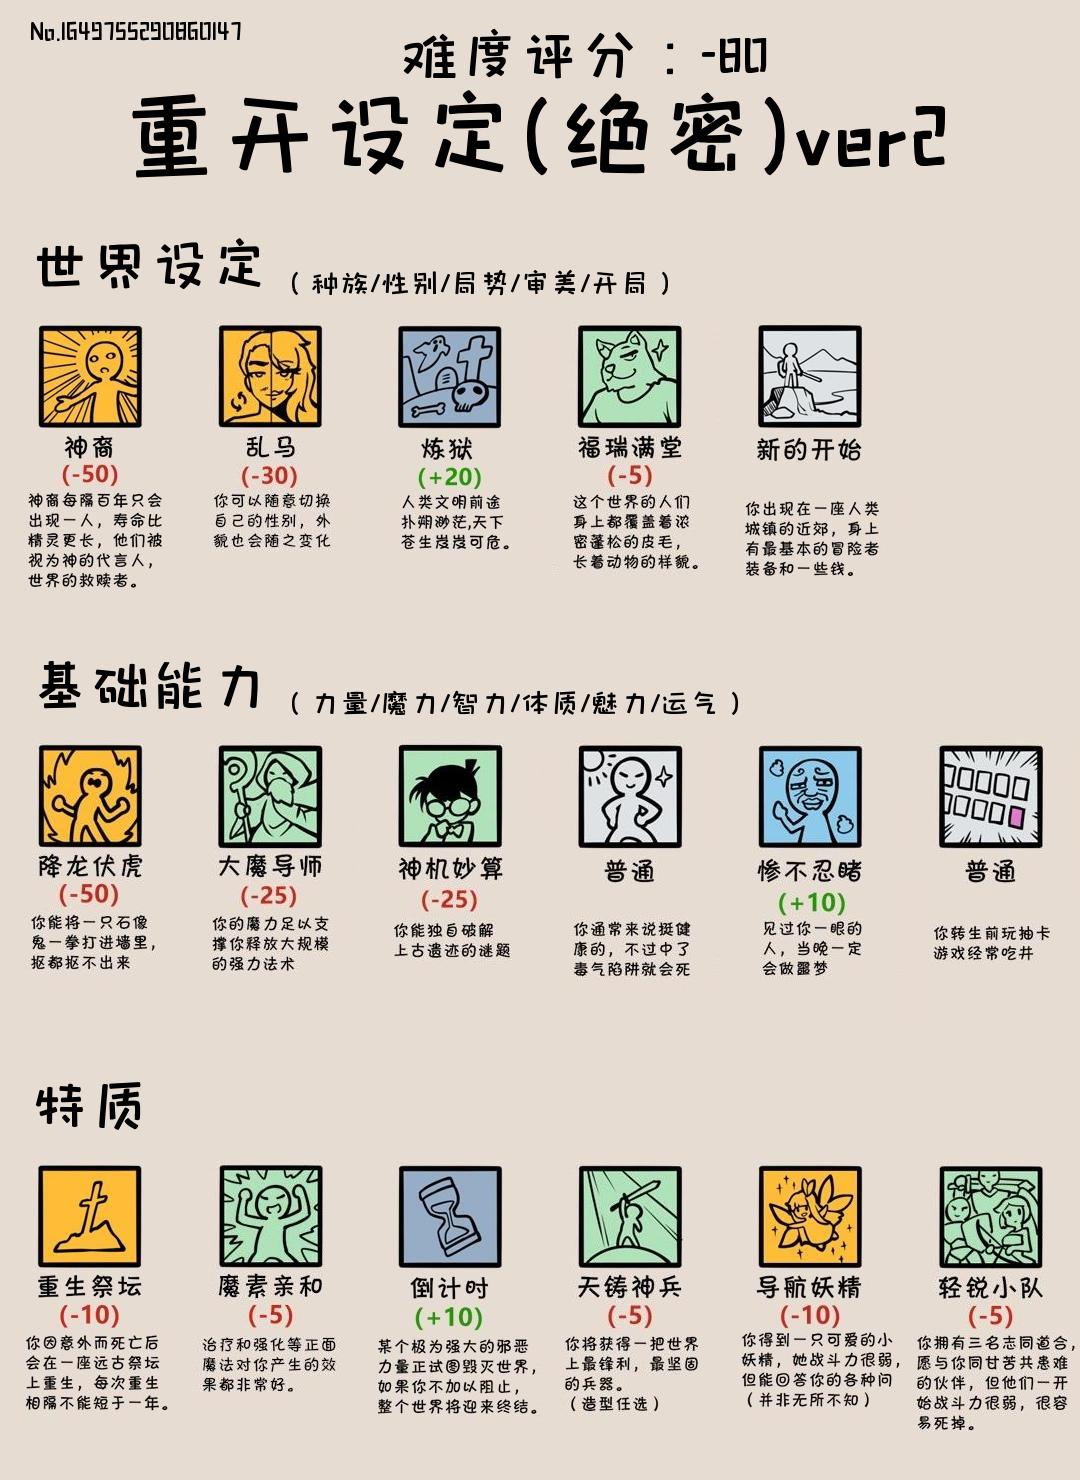 No.1649755290860147
难度评分：-80
重开设定(绝密)ver2
世界设定
(种族/性别/局势/审美/开局)
神裔
(-50)
神裔每隔百年只会
出现一人，寿命比
精灵更长，他们被
视为神的代言人，
世界的救赎者。
乱马
(-30)
你可以随意切换
自己的性别，外
貌也会随之变化
炼狱
(+20)
人类文明前途
扑朔渺茫,天下
苍生岌岌可危。
福瑞满堂
(-5)
这个世界的人们
身上都覆盖着浓
密蓬松的皮毛，
长着动物的样貌。
新的开始
你出现在一座人类
城镇的近郊，身上
有最基本的冒险者
装备和一些钱。
基础能力
(力量/魔力/智力/体质/魅力/运气)
降龙伏虎
(-50)
你能将一只石像
鬼一拳打进墙里，
抠都抠不出来
大魔导师
(-25)
你的魔力足以支
撑你释放大规模
的强力法术
神机妙算
(-25)
你能独自破解
上古遗迹的谜题
普通
你通常来说挺健
康的，不过中了
毒气陷阱就会死
惨不忍睹
(+10)
见过你一眼的
人，当晚一定
会做噩梦
普通
你转生前玩抽卡
游戏经常吃井
特质
重生祭坛
(-10)
你因意外而死亡后
会在一座远古祭坛
上重生，每次重生
相隔不能短于一年。
魔素亲和
(-5)
治疗和强化等正面
魔法对你产生的效
果都非常好。
倒计时
(+10)
某个极为强大的邪恶
力量正试图毁灭世界，
如果你不加以阻止，
整个世界将迎来终结。
天铸神兵
(-5)
你将获得一把世界
上最锋利，最坚固
的兵器。
(造型任选)
导航妖精
(-10)
你得到一只可爱的小
妖精，她战斗力很弱，
但能回答你的各种问
(并非无所不知)
轻锐小队
(-5)
你拥有三名志同道合，
愿与你同甘苦共患难
的伙伴，但他们一开
始战斗力很弱，很容
易死掉。